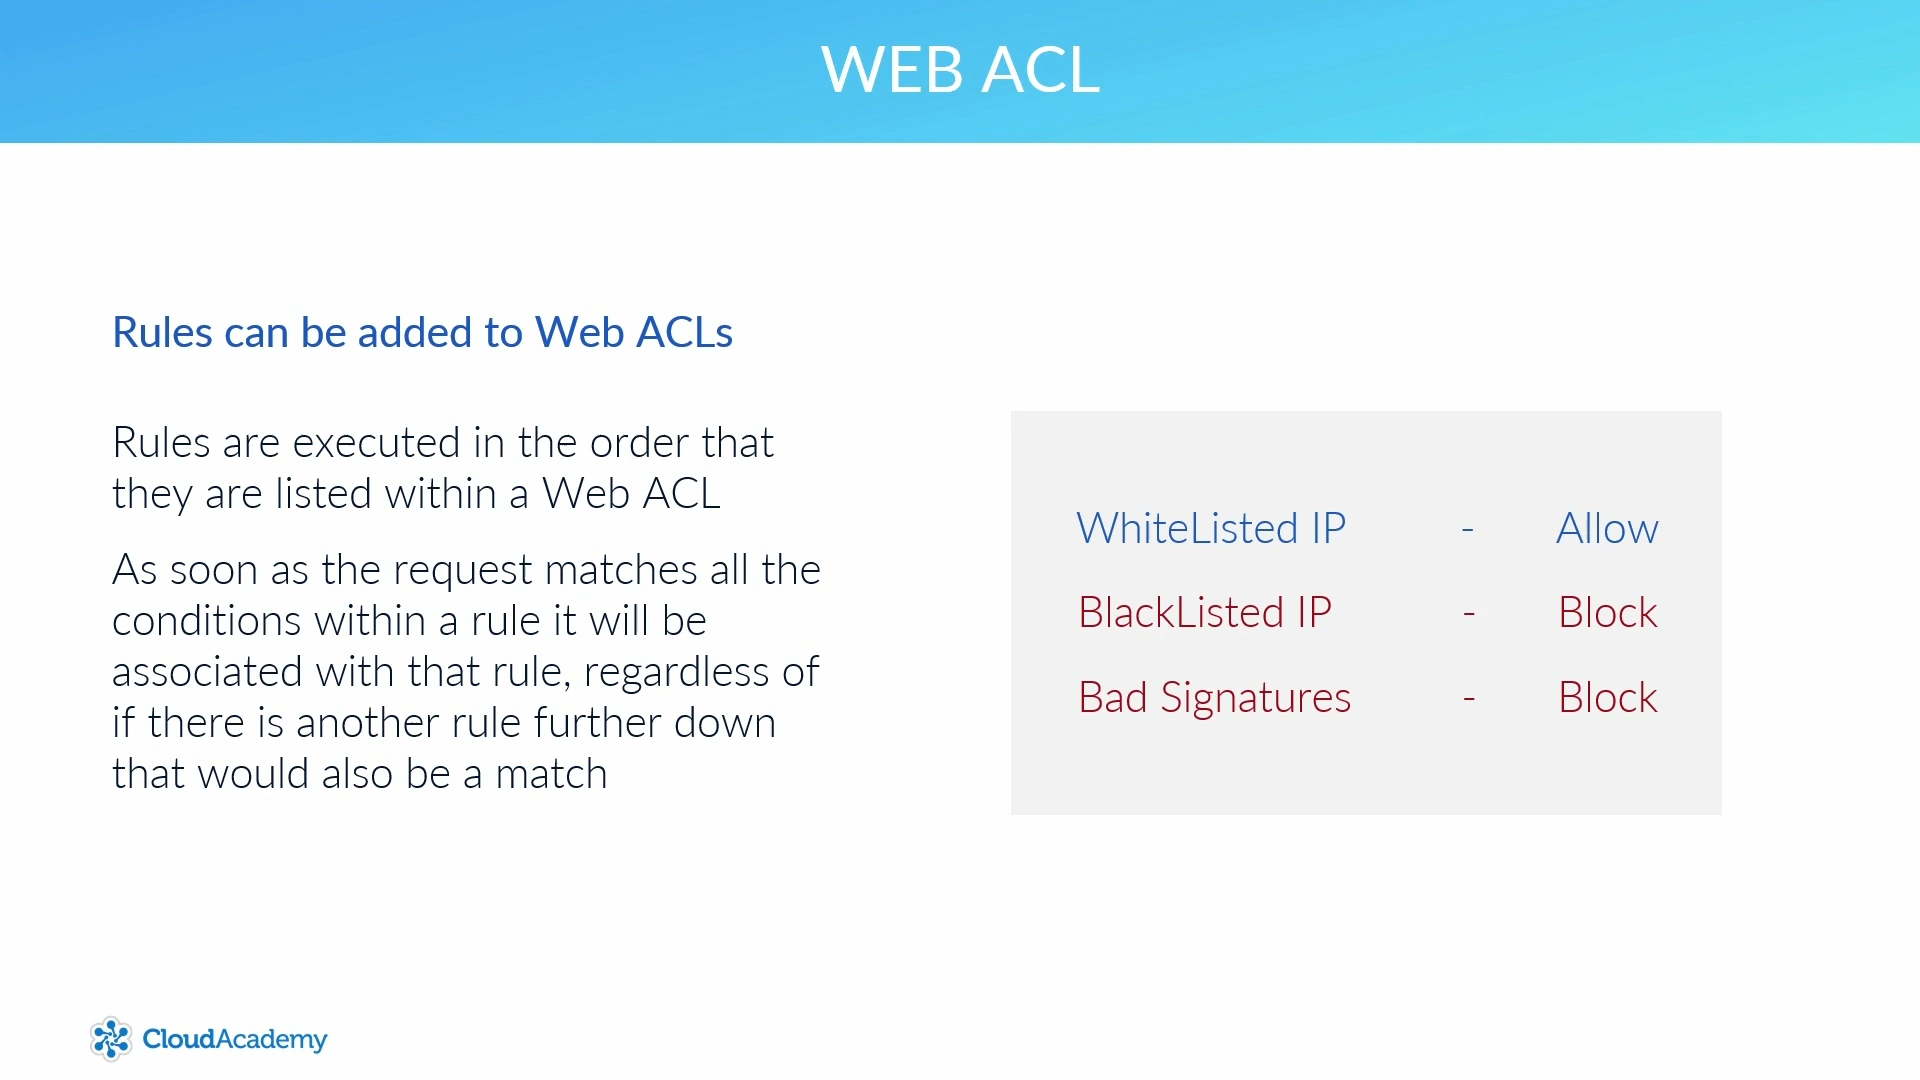 WEB ACL
Rules can be added to Web ACLs
Rules are executed in the order that
they are listed within a Web ACL
As soon as the request matches all the
conditions within a rule it will be
associated with that rule, regardless of
if there is another rule further down
that would also be a match
WhiteListed IP - Allow
BlackListed IP - Block
Bad Signatures - Block
CloudAcademy